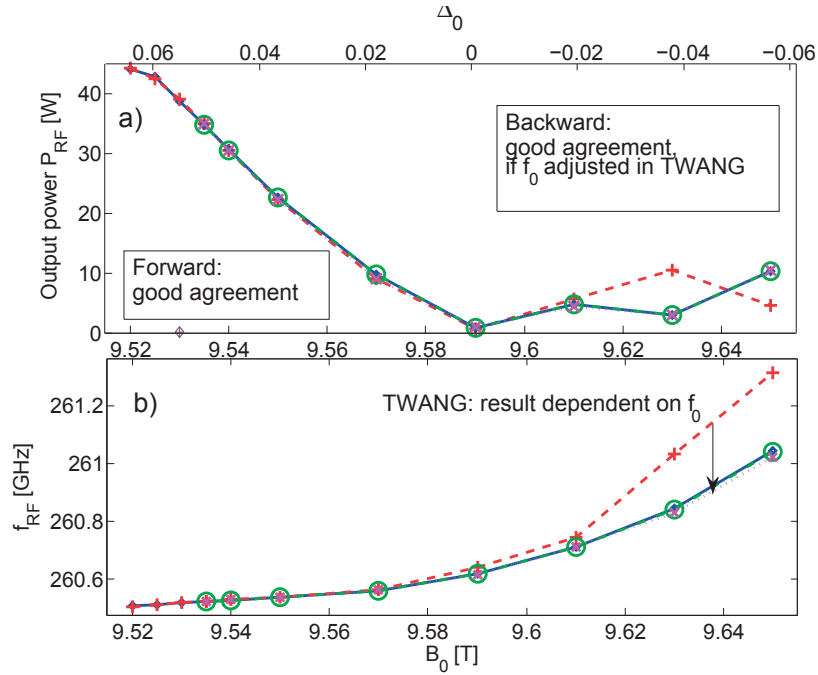 Δ0
0.06 0.04 0.02 0 -0.02 -0.04 -0.06
Output power PRF [W]
40
30
20
10
0
a)
Backward:
good agreement,
if f0 adjusted in TWANG
Forward:
good agreement
9.52 9.54 9.56 9.58 9.6 9.62 9.64
fRF [GHz]
261.2
261
260.8
260.6
b)
TWANG: result dependent on f0
9.52 9.54 9.56 9.58 9.6 9.62 9.64
B0 [T]